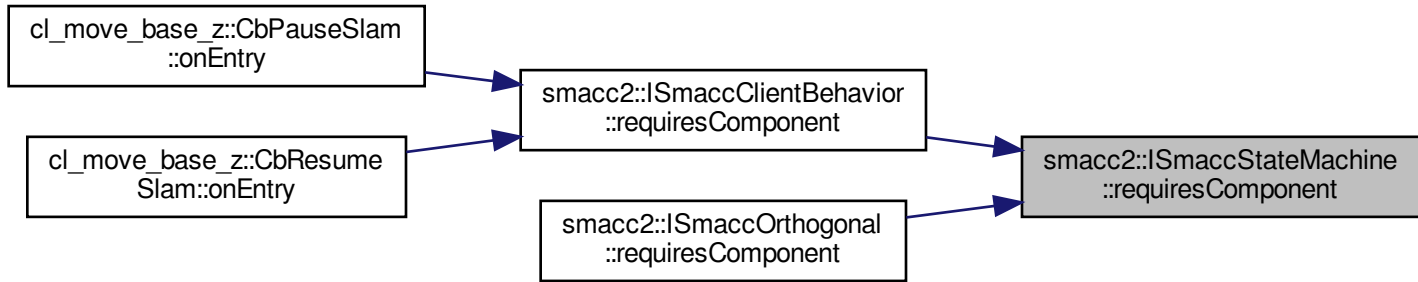 cl_move_base_z::CbPauseSlam
::onEntry
cl_move_base_z::CbResume
Slam::onEntry
smacc2::ISmaccClientBehavior
::requiresComponent
smacc2::ISmaccOrthogonal
::requiresComponent
smacc2::ISmaccStateMachine
::requiresComponent